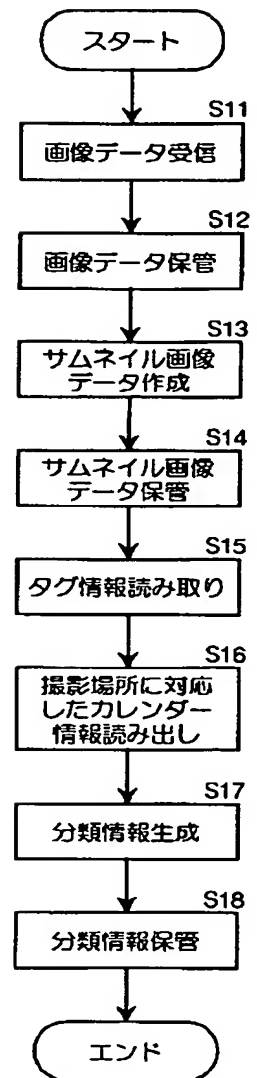 スタート
S11
画像データ受信
S12
画像データ保管
S13
サムネイル画像
データ作成
S14
サムネイル画像
データ保管
S15
タグ情報読み取り
S16
撮影場所に対応
したカレンダー
情報読み出し
S17
分類情報生成
S18
分類情報保管
エンド